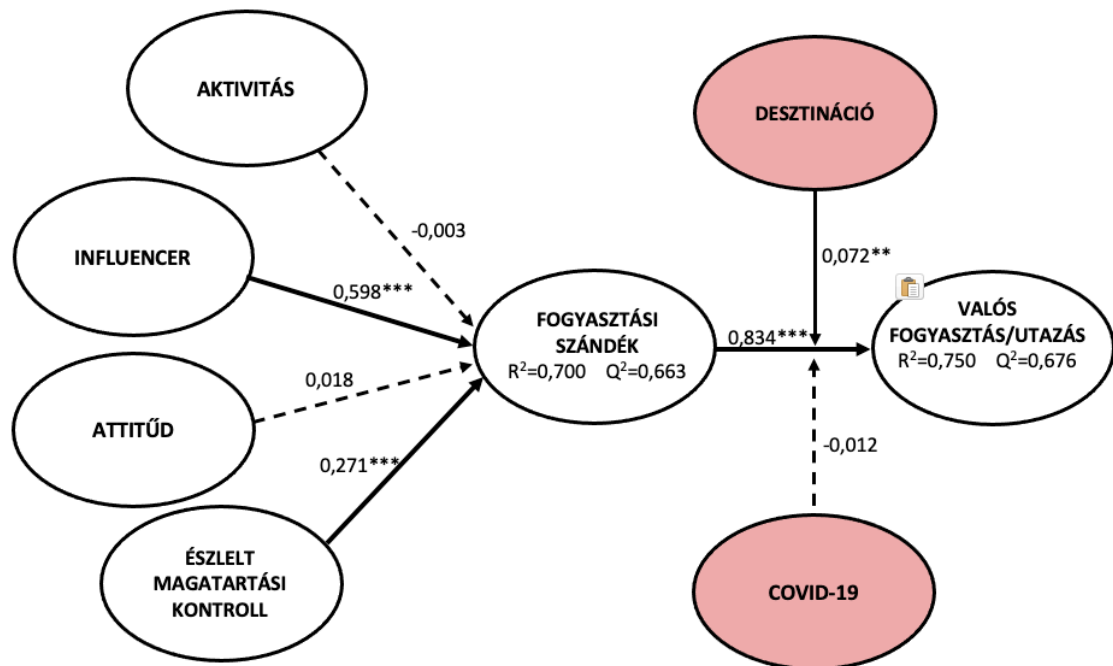 AKTIVITÁS
DESZTINÁCIÓ
-0,003
INFLUENCER
0,598***
0,072**
FOGYASZTÁSI
SZÁNDÉK
R²=0,700 Q²=0,663
0,834***
VALÓS
FOGYASZTÁS/UTAZÁS
R²=0,750 Q²=0,676
0,018
ATTITŰD
-0,012
0,271***
ÉSZLELT
MAGATARTÁSI
KONTROLL
COVID-19